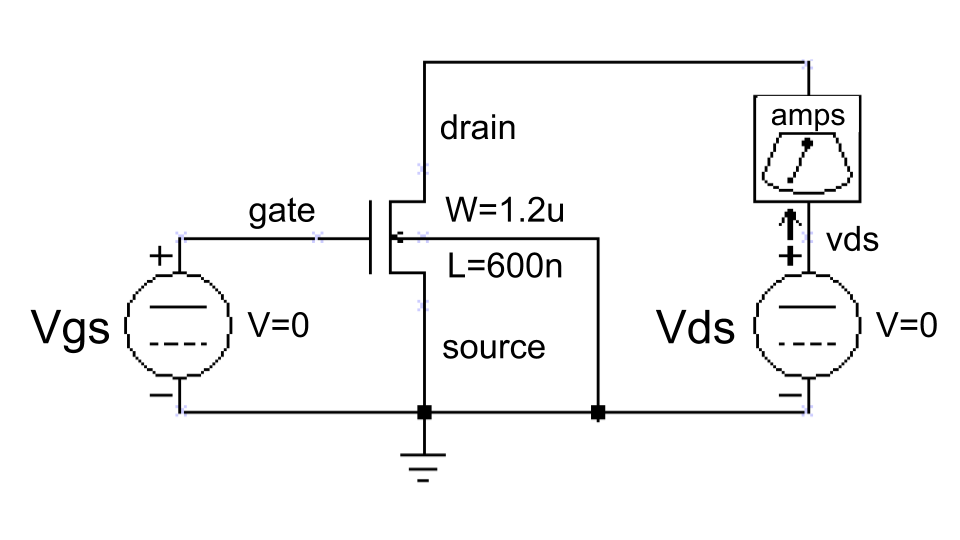 drain
amps
gate
W=1.2u
+
L=600n
+
vds
Vgs
V=0
Vds
V=0
source
−
−